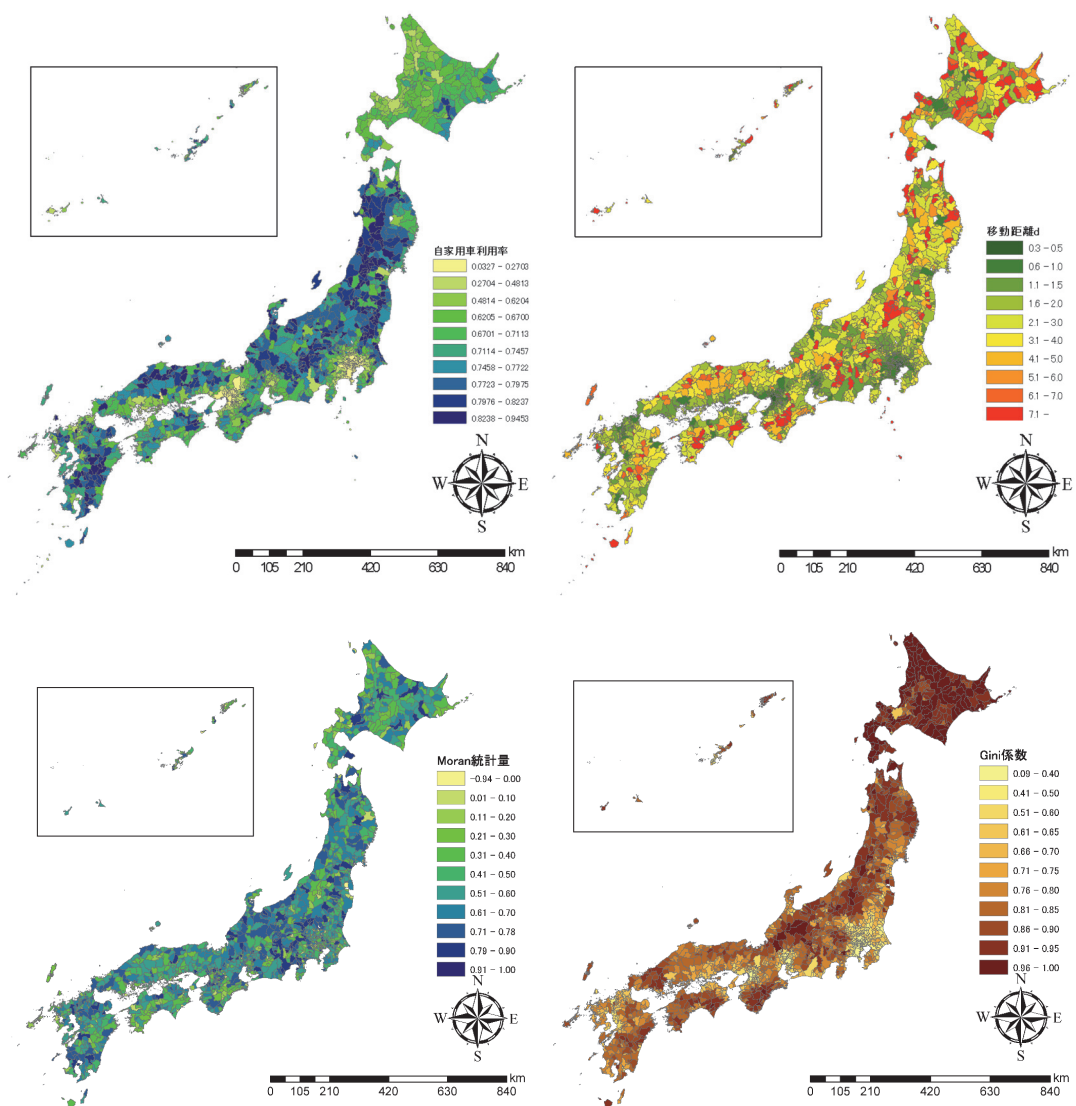 自家用車利用率
0.0327 - 0.2703
0.2704 - 0.4813
0.4814 - 0.6204
0.6205 - 0.6700
0.6701 - 0.7113
0.7114 - 0.7457
0.7458 - 0.7722
0.7723 - 0.7975
0.7976 - 0.8237
0.8238 - 0.9453
N
W
E
S
km
0 105 210 420 630 840
移動距離d
0.3 - 0.5
0.6 - 1.0
1.1 - 1.5
1.6 - 2.0
2.1 - 3.0
3.1 - 4.0
4.1 - 5.0
5.1 - 6.0
6.1 - 7.0
7.1 -
N
W
E
S
km
0 105 210 420 630 840
Moran統計量
-0.94 - 0.00
0.01 - 0.10
0.11 - 0.20
0.21 - 0.30
0.31 - 0.40
0.41 - 0.50
0.51 - 0.60
0.61 - 0.70
0.71 - 0.78
0.79 - 0.90
0.91 - 1.00
N
W
E
S
km
0 105 210 420 630 840
Gini係数
0.09 - 0.40
0.41 - 0.50
0.51 - 0.60
0.61 - 0.65
0.66 - 0.70
0.71 - 0.75
0.76 - 0.80
0.81 - 0.85
0.86 - 0.90
0.91 - 0.95
0.96 - 1.00
N
W
E
S
km
0 105 210 420 630 840